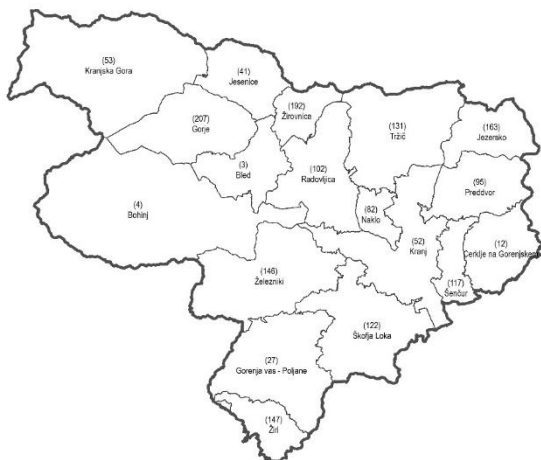 (53)
Kranjska Gora
(41)
Jesenice
(192)
Žirovnica
(207)
Gorje
(131)
Tržič
(163)
Jezersko
(3)
Bled
(102)
Radovljica
(95)
Preddvor
(4)
Bohinj
(82)
Naklo
(52)
Kranj
(12)
Cerklje na Gorenjskem
(146)
Železniki
(117)
Šenčur
(122)
Škofja Loka
(27)
Gorenja vas - Poljane
(147)
Žiri